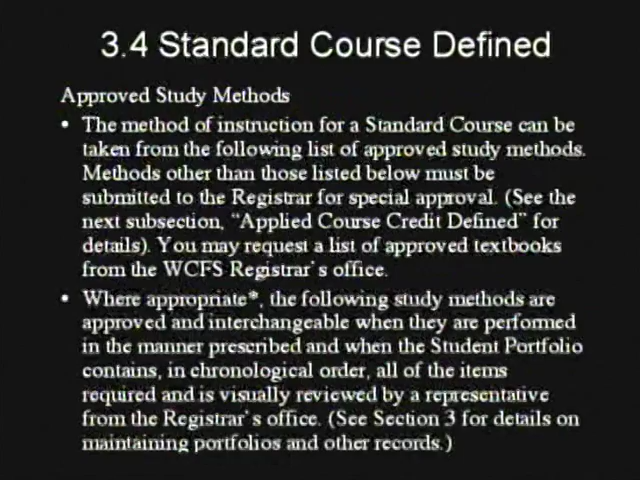 3.4 Standard Course Defined
Approved Study Methods
• The method of instruction for a Standard Course can be
taken from the following list of approved study methods.
Methods other than those listed below must be
submitted to the Registrar for special approval. (See the
next subsection, “Applied Course Credit Defined” for
details). You may request a list of approved textbooks
from the WCFS Registrar's office.
• Where appropriate*, the following study methods are
approved and interchangeable when they are performed
in the manner prescribed and when the Student Portfolio
contains, in chronological order, all of the items
required and is visually reviewed by a representative
from the Registrar's office. (See Section 3 for details on
maintaining portfolios and other records.)